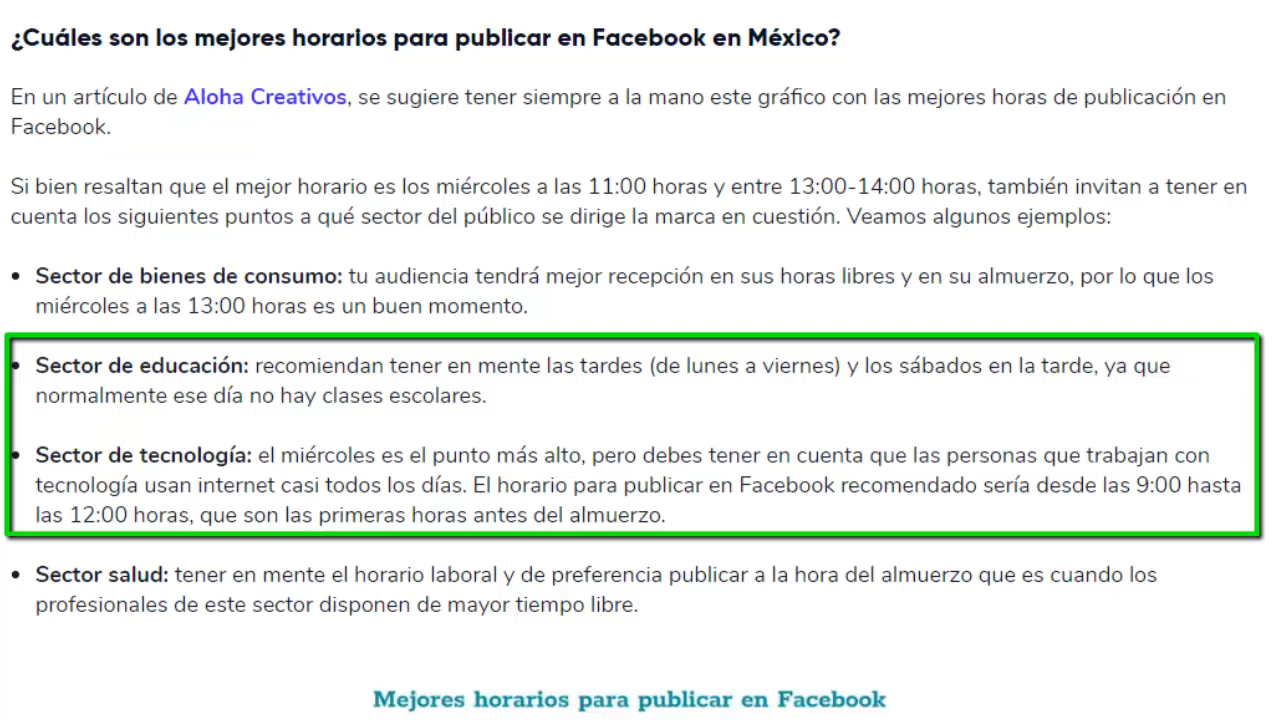 ¿Cuáles son los mejores horarios para publicar en Facebook en México?
En un artículo de Aloha Creativos, se sugiere tener siempre a la mano este gráfico con las mejores horas de publicación en
Facebook.
Si bien resaltan que el mejor horario es los miércoles a las 11:00 horas y entre 13:00-14:00 horas, también invitan a tener en
cuenta los siguientes puntos a qué sector del público se dirige la marca en cuestión. Veamos algunos ejemplos:
• Sector de bienes de consumo: tu audiencia tendrá mejor recepción en sus horas libres y en su almuerzo, por lo que los
miércoles a las 13:00 horas es un buen momento.
• Sector de educación: recomiendan tener en mente las tardes (de lunes a viernes) y los sábados en la tarde, ya que
normalmente ese día no hay clases escolares.
• Sector de tecnología: el miércoles es el punto más alto, pero debes tener en cuenta que las personas que trabajan con
tecnología usan internet casi todos los días. El horario para publicar en Facebook recomendado sería desde las 9:00 hasta
las 12:00 horas, que son las primeras horas antes del almuerzo.
• Sector salud: tener en mente el horario laboral y de preferencia publicar a la hora del almuerzo que es cuando los
profesionales de este sector disponen de mayor tiempo libre.
Mejores horarios para publicar en Facebook